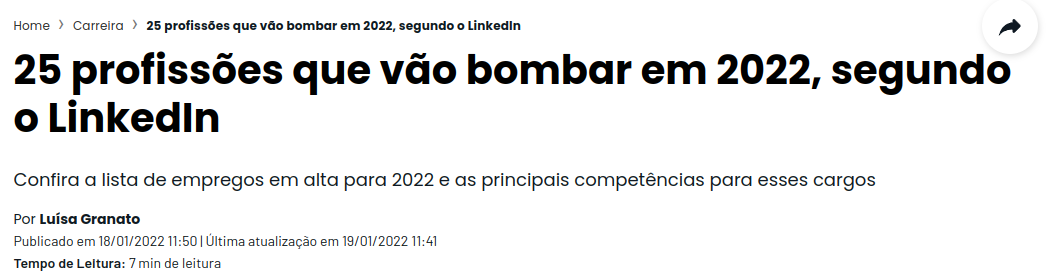 Home > Carreira > 25 profissões que vão bombar em 2022, segundo o LinkedIn
25 profissões que vão bombar em 2022, segundo
o LinkedIn
Confira a lista de empregos em alta para 2022 e as principais competências para esses cargos
Por Luísa Granato
Publicado em 18/01/2022 11:50 | Última atualização em 19/01/2022 11:41
Tempo de Leitura: 7 min de leitura